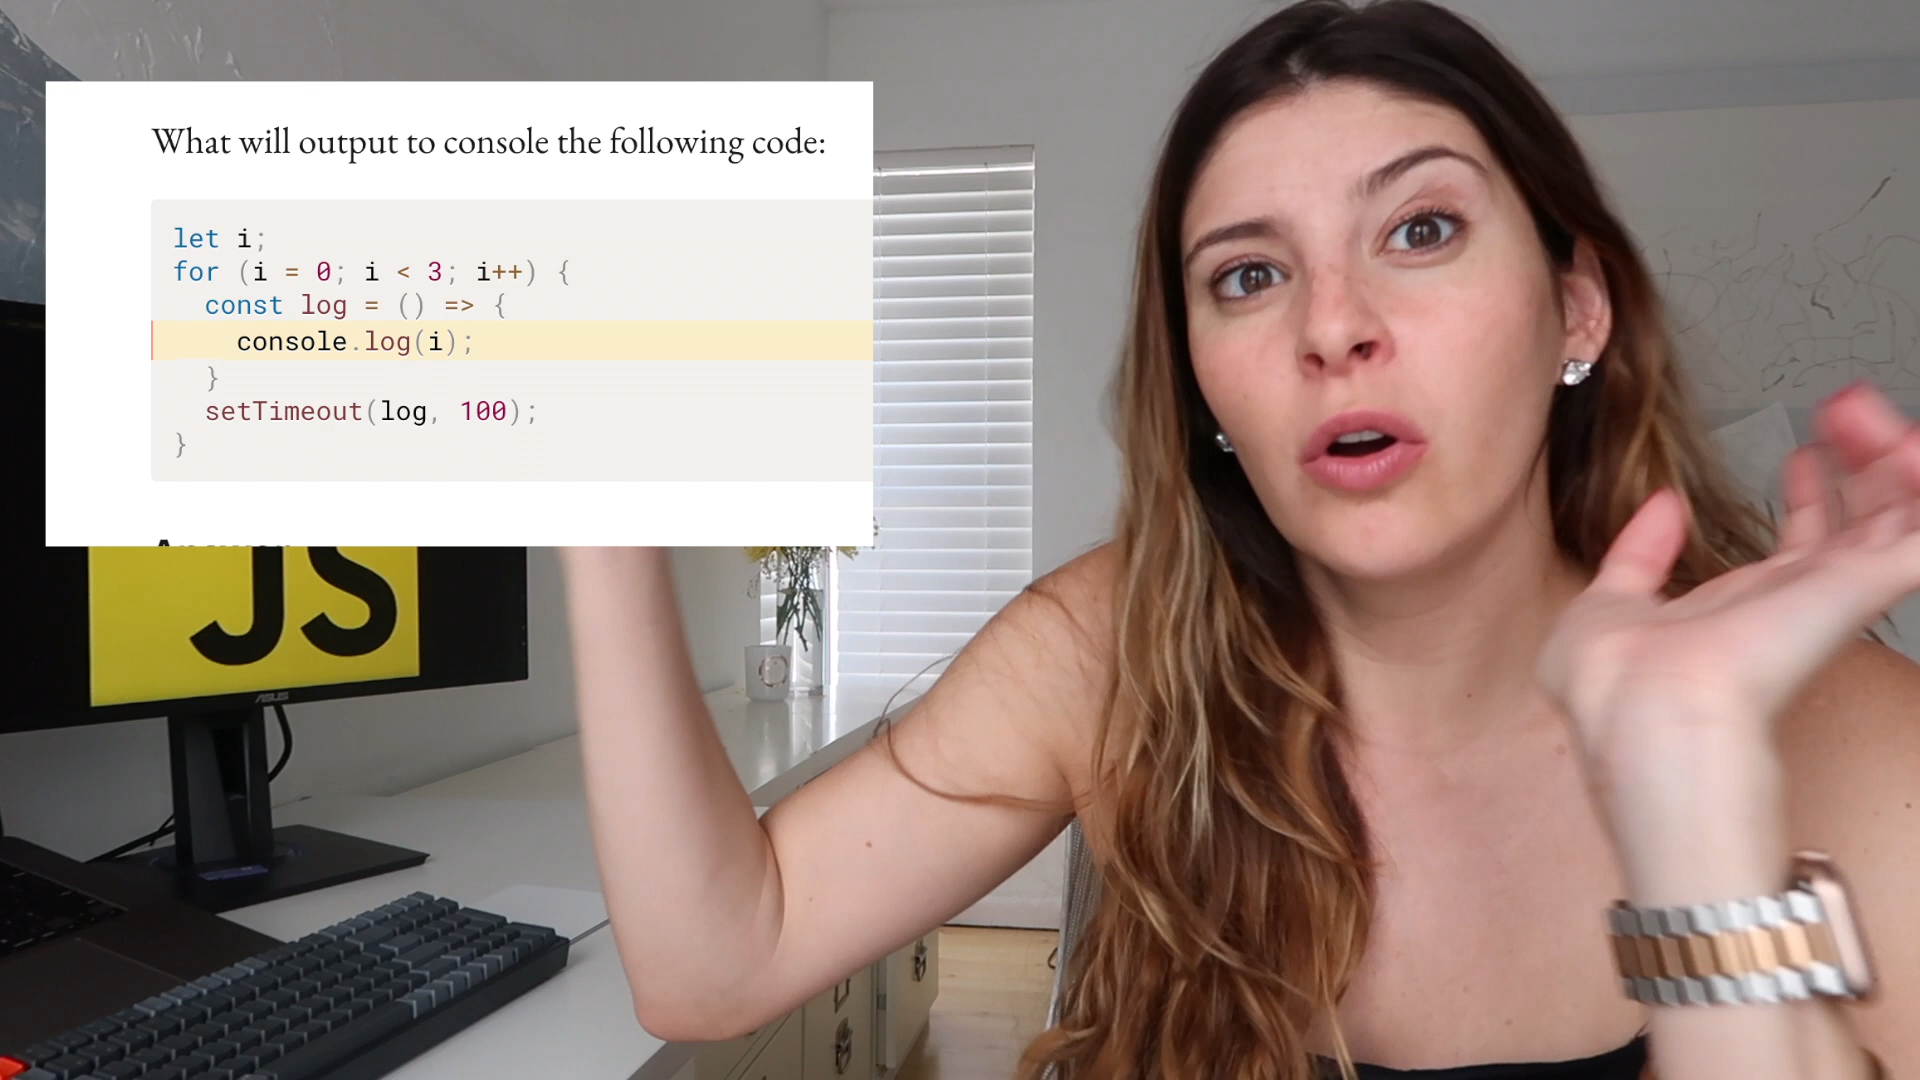 What will output to console the following code:
let i;
for (i = 0; i < 3; i++) {
const log = () => {
console.log(i);
}
setTimeout(log, 100);
}
JS
ASUS